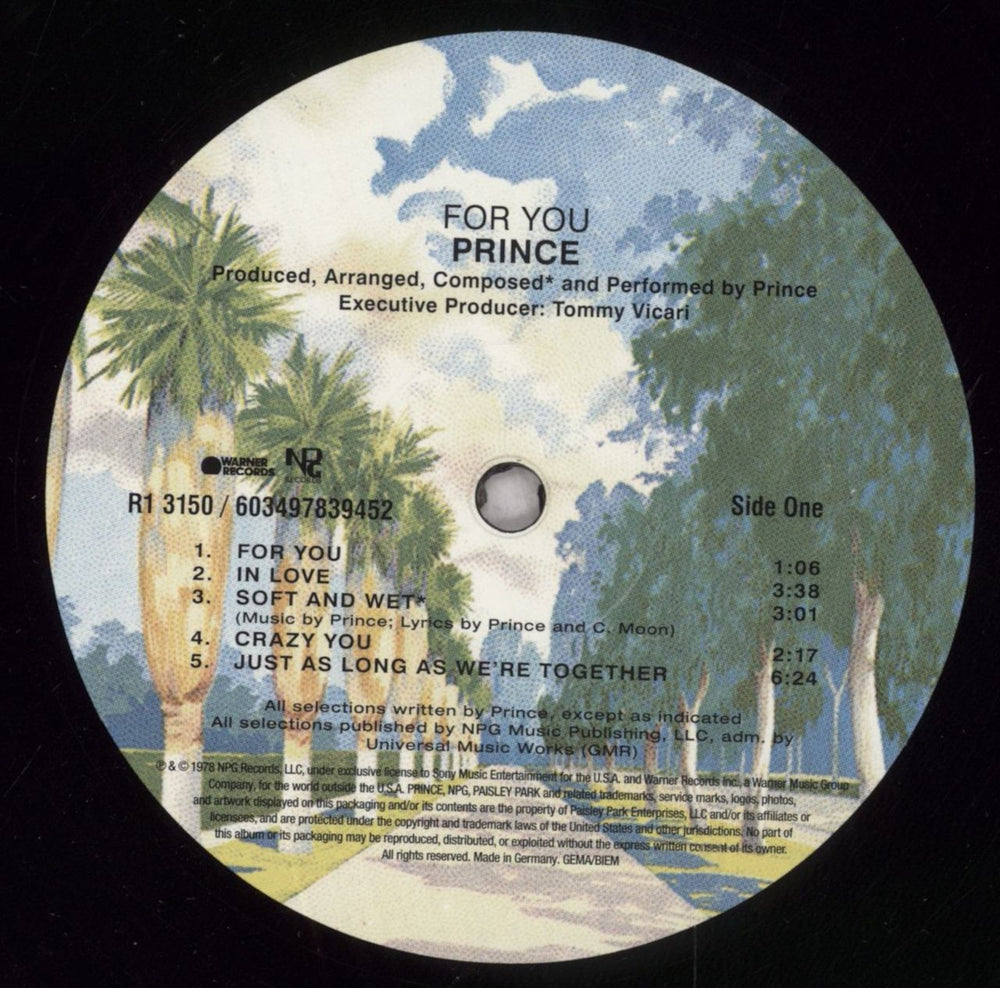 FOR YOU
PRINCE
Produced, Arranged, Composed* and Performed by Prince
Executive Producer: Tommy Vicari
WARNER RECORDS
NPG RECORDS
R1 3150 / 603497839452
Side One
1. FOR YOU 1:06
2. IN LOVE 3:38
3. SOFT AND WET* 3:01
(Music by Prince; Lyrics by Prince and C. Moon)
4. CRAZY YOU 2:17
5. JUST AS LONG AS WE'RE TOGETHER 6:24
All selections written by Prince, except as indicated
All selections published by NPG Music Publishing, LLC, adm. by
Universal Music Works (GMR)
℗ & © 1978 NPG Records, LLC, under exclusive license to Sony Music Entertainment for the U.S.A. and Warner Records Inc., a Warner Music Group
Company, for the world outside the U.S.A. PRINCE, NPG, PAISLEY PARK and related trademarks, service marks, logos, photos,
and artwork displayed on this packaging and/or its contents are the property of Paisley Park Enterprises, LLC and/or its affiliates or
licensees, and are protected under the copyright and trademark laws of the United States and other jurisdictions. No part of
this album or its packaging may be reproduced, distributed, or exploited without the express written consent of its owner.
All rights reserved. Made in Germany. GEMA/BIEM